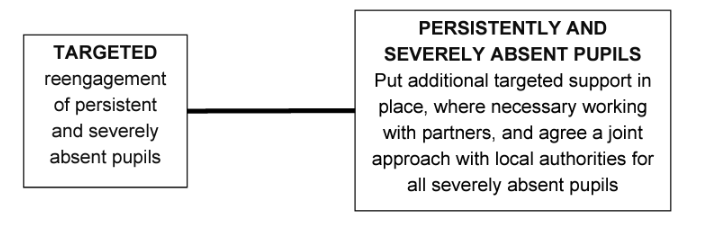 TARGETED
reengagement
of persistent
and severely
absent pupils
PERSISTENTLY AND
SEVERELY ABSENT PUPILS
Put additional targeted support in
place, where necessary working
with partners, and agree a joint
approach with local authorities for
all severely absent pupils